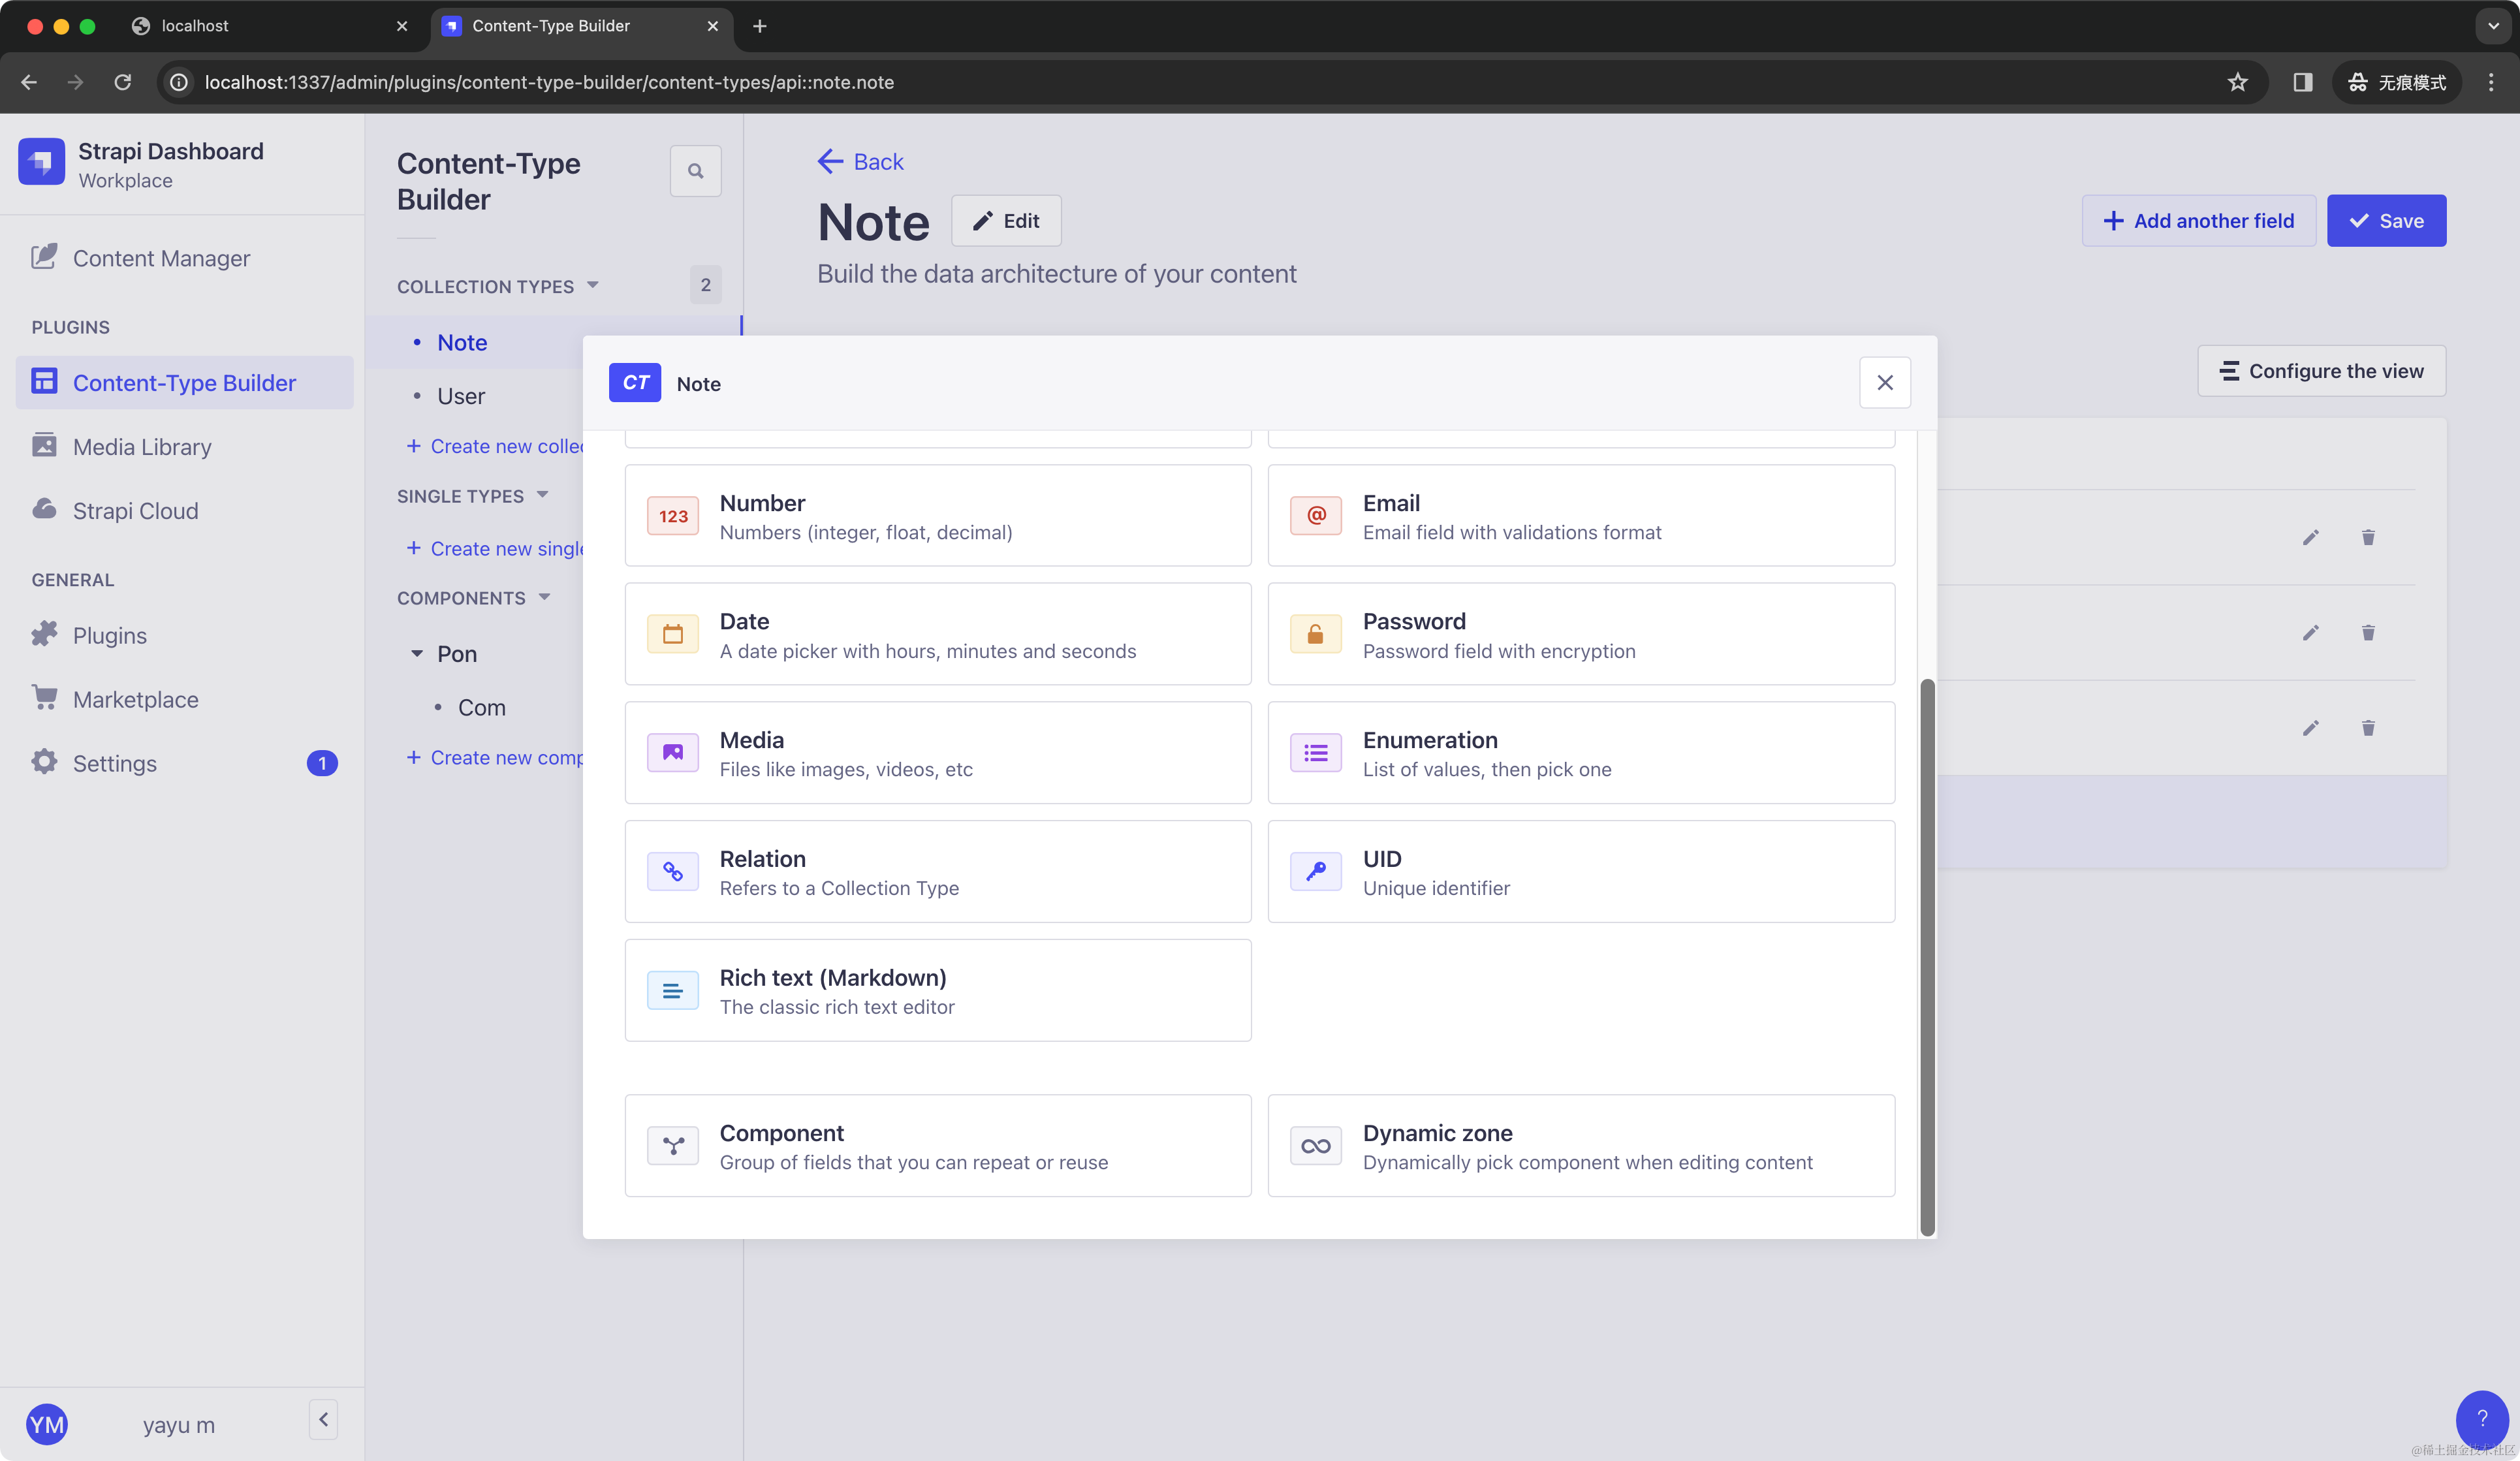 localhost
Content-Type Builder
localhost:1337/admin/plugins/content-type-builder/content-types/api::note.note
无痕模式
Strapi Dashboard
Workplace
Content Manager
PLUGINS
Content-Type Builder
Media Library
Strapi Cloud
GENERAL
Plugins
Marketplace
Settings
1
YM
yayu m
Content-Type
Builder
COLLECTION TYPES
2
Note
User
+ Create new collec
SINGLE TYPES
+ Create new single
COMPONENTS
Pon
Com
+ Create new comp
Back
Note
Edit
Build the data architecture of your content
+ Add another field
Save
Configure the view
CT
Note
123
Number
Numbers (integer, float, decimal)
@
Email
Email field with validations format
Date
A date picker with hours, minutes and seconds
Password
Password field with encryption
Media
Files like images, videos, etc
Enumeration
List of values, then pick one
Relation
Refers to a Collection Type
UID
Unique identifier
Rich text (Markdown)
The classic rich text editor
Component
Group of fields that you can repeat or reuse
Dynamic zone
Dynamically pick component when editing content
?
@稀土掘金技术社区